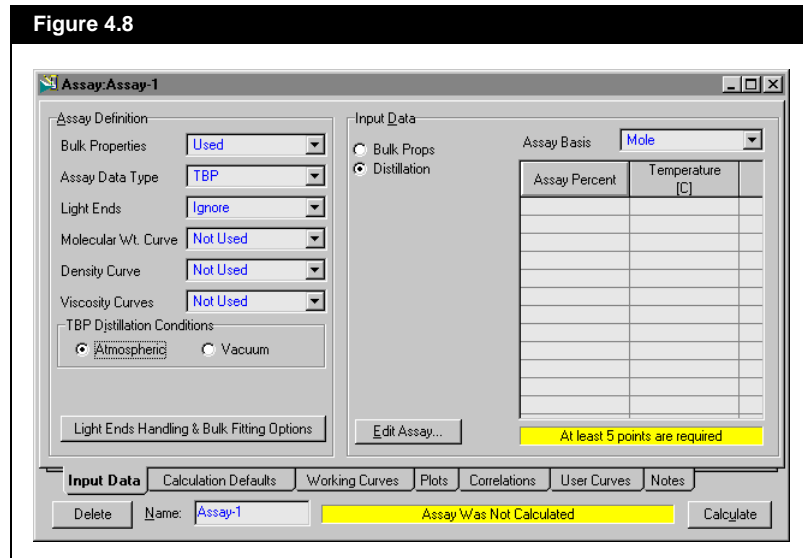 Figure 4.8
Assay:Assay-1
Assay Definition
Bulk Properties Used
Assay Data Type TBP
Light Ends Ignore
Molecular Wt. Curve Not Used
Density Curve Not Used
Viscosity Curves Not Used
TBP Distillation Conditions
Atmospheric Vacuum
Light Ends Handling & Bulk Fitting Options
Input Data
Bulk Props
Distillation
Edit Assay...
Assay Basis Mole
Assay Percent Temperature
[C]
At least 5 points are required
Input Data Calculation Defaults Working Curves Plots Correlations User Curves Notes
Delete Name: Assay-1 Assay Was Not Calculated Calculate